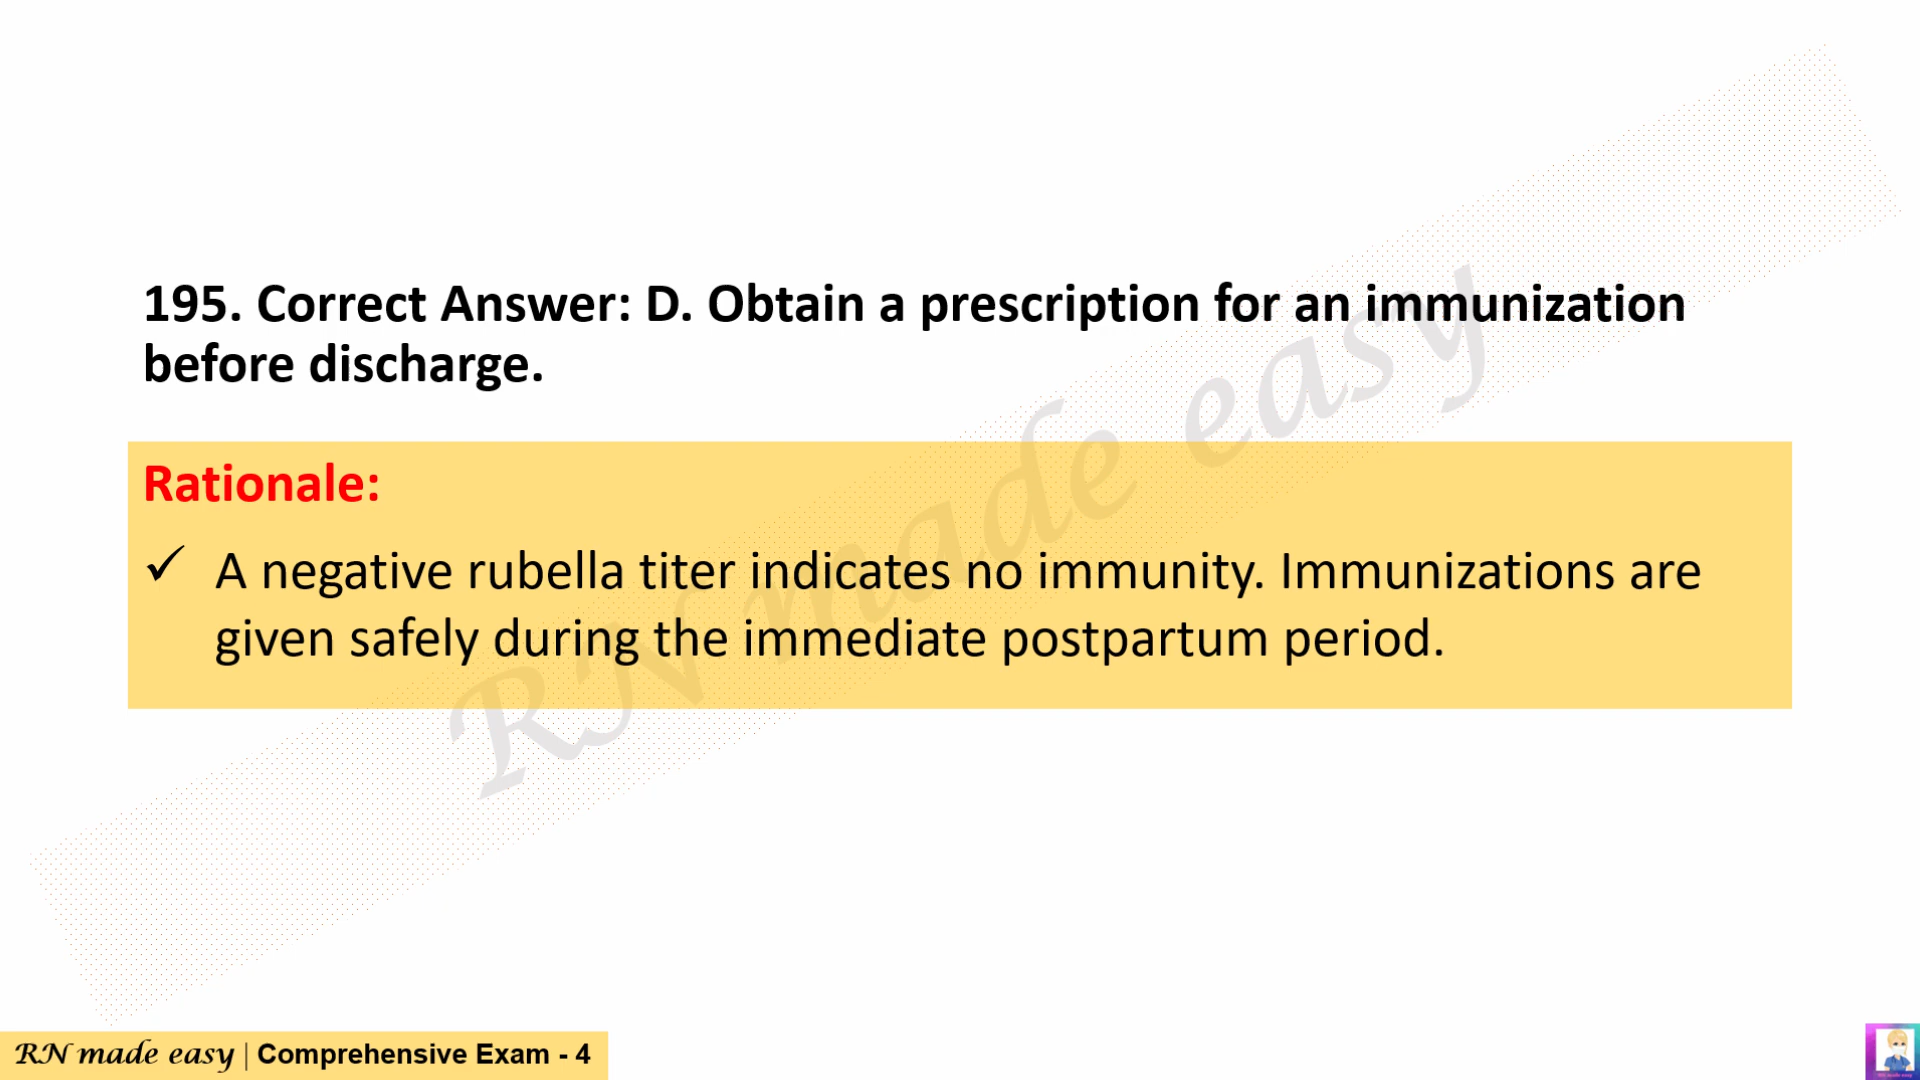 195. Correct Answer: D. Obtain a prescription for an immunization
before discharge.
Rationale:
✓ A negative rubella titer indicates no immunity. Immunizations are
given safely during the immediate postpartum period.
RN made easy
RN made easy | Comprehensive Exam - 4